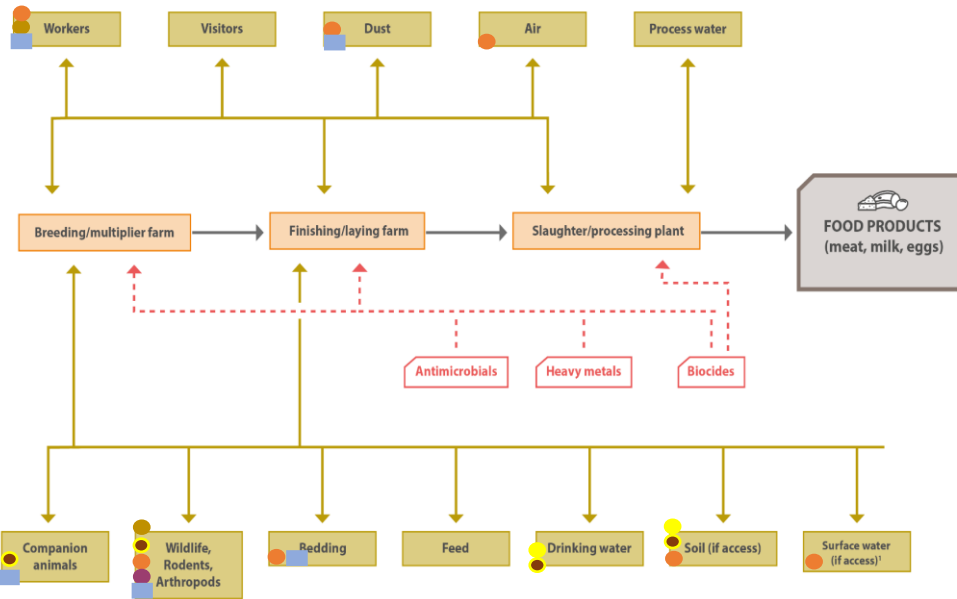 Workers
Visitors
Dust
Air
Process water
Breeding/multiplier farm
Finishing/laying farm
Slaughter/processing plant
FOOD PRODUCTS
(meat, milk, eggs)
Antimicrobials
Heavy metals
Biocides
Companion
animals
Wildlife,
Rodents,
Arthropods
Bedding
Feed
Drinking water
Soil (if access)
Surface water
(if access)¹